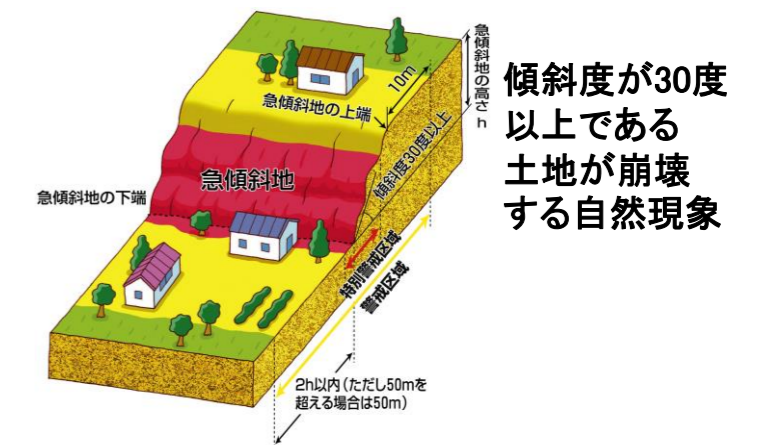 急傾斜地の高さh
10m
急傾斜地の上端
傾斜度30度以上
急傾斜地
急傾斜地の下端
特別警戒区域
警戒区域
2h以内(ただし50mを
超える場合は50m)
傾斜度が30度
以上である
土地が崩壊
する自然現象